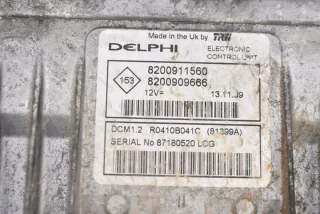 Made in the Uk by TRW
DELPHI
ELECTRONIC
CONTROL UNIT
153
8200911560
8200909666
12V= 13.11.J9
DCM1.2 R0410B041C (81399A)
SERIAL No 87180520 LCG